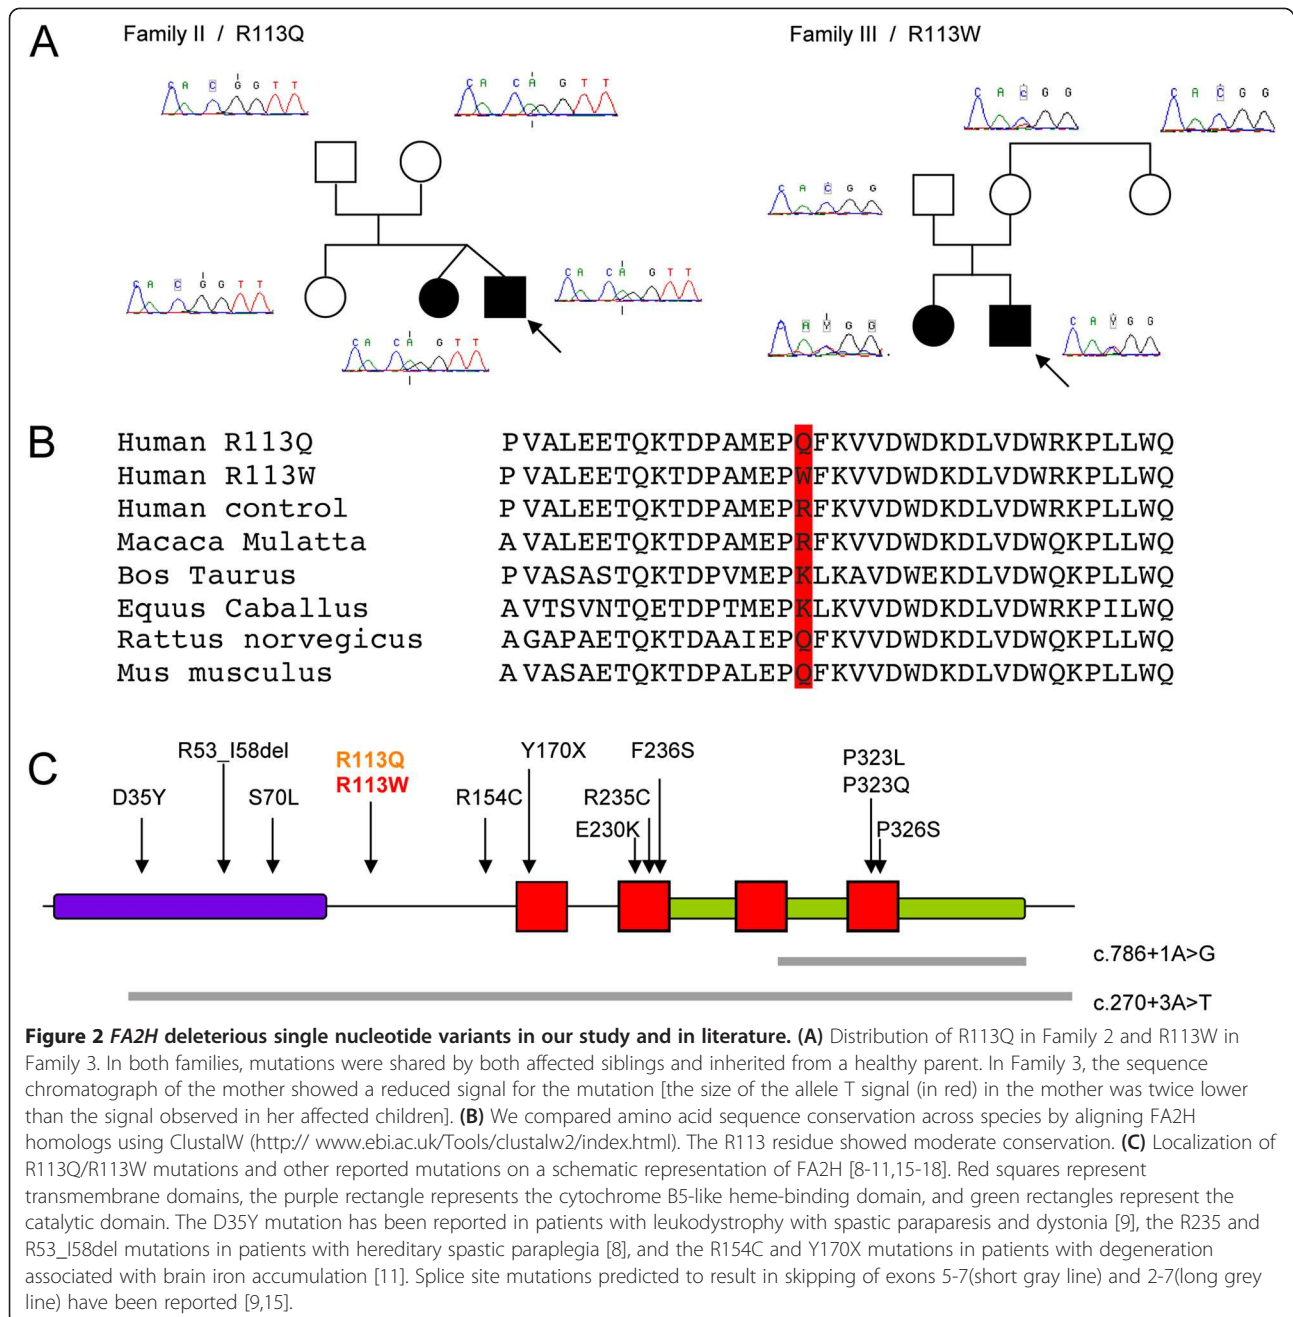 A
Family II / R113Q
Family III / R113W
C A C G G T T
C A C A G T T
C A C G G
C A C G G
C A C G G
C A C G G T T
C A C A G T T
C A C A G T T
C A Y G G
C A Y G G
B
Human R113Q PVALEETQKTDPAMEPQFKVVDWDKDLVDWRKPLLWQ
Human R113W PVALEETQKTDPAMEPWFKVVDWDKDLVDWRKPLLWQ
Human control PVALEETQKTDPAMEPRFKVVDWDKDLVDWRKPLLWQ
Macaca Mulatta AVALEETQKTDPAMEPRFKVVDWDKDLVDWQKPLLWQ
Bos Taurus PVASASTQKTDPVMEPKLKAVDWEKDLVDWQKPLLWQ
Equus Caballus AVTSVNTQETDPTMEPKLKVVDWDKDLVDWRKPILWQ
Rattus norvegicus AGAPAETQKTDAAIEPQFKVVDWDKDLVDWQKPLLWQ
Mus musculus AVASAETQKTDPALEPQFKVVDWDKDLVDWQKPLLWQ
C
D35Y
R53_I58del
S70L
R113Q
R113W
R154C
Y170X
E230K
R235C
F236S
P323L
P323Q
P326S
c.786+1A>G
c.270+3A>T
Figure 2 FA2H deleterious single nucleotide variants in our study and in literature. (A) Distribution of R113Q in Family 2 and R113W in
Family 3. In both families, mutations were shared by both affected siblings and inherited from a healthy parent. In Family 3, the sequence
chromatograph of the mother showed a reduced signal for the mutation [the size of the allele T signal (in red) in the mother was twice lower
than the signal observed in her affected children]. (B) We compared amino acid sequence conservation across species by aligning FA2H
homologs using ClustalW (http:// www.ebi.ac.uk/Tools/clustalw2/index.html). The R113 residue showed moderate conservation. (C) Localization of
R113Q/R113W mutations and other reported mutations on a schematic representation of FA2H [8-11,15-18]. Red squares represent
transmembrane domains, the purple rectangle represents the cytochrome B5-like heme-binding domain, and green rectangles represent the
catalytic domain. The D35Y mutation has been reported in patients with leukodystrophy with spastic paraparesis and dystonia [9], the R235 and
R53_I58del mutations in patients with hereditary spastic paraplegia [8], and the R154C and Y170X mutations in patients with degeneration
associated with brain iron accumulation [11]. Splice site mutations predicted to result in skipping of exons 5-7(short gray line) and 2-7(long grey
line) have been reported [9,15].